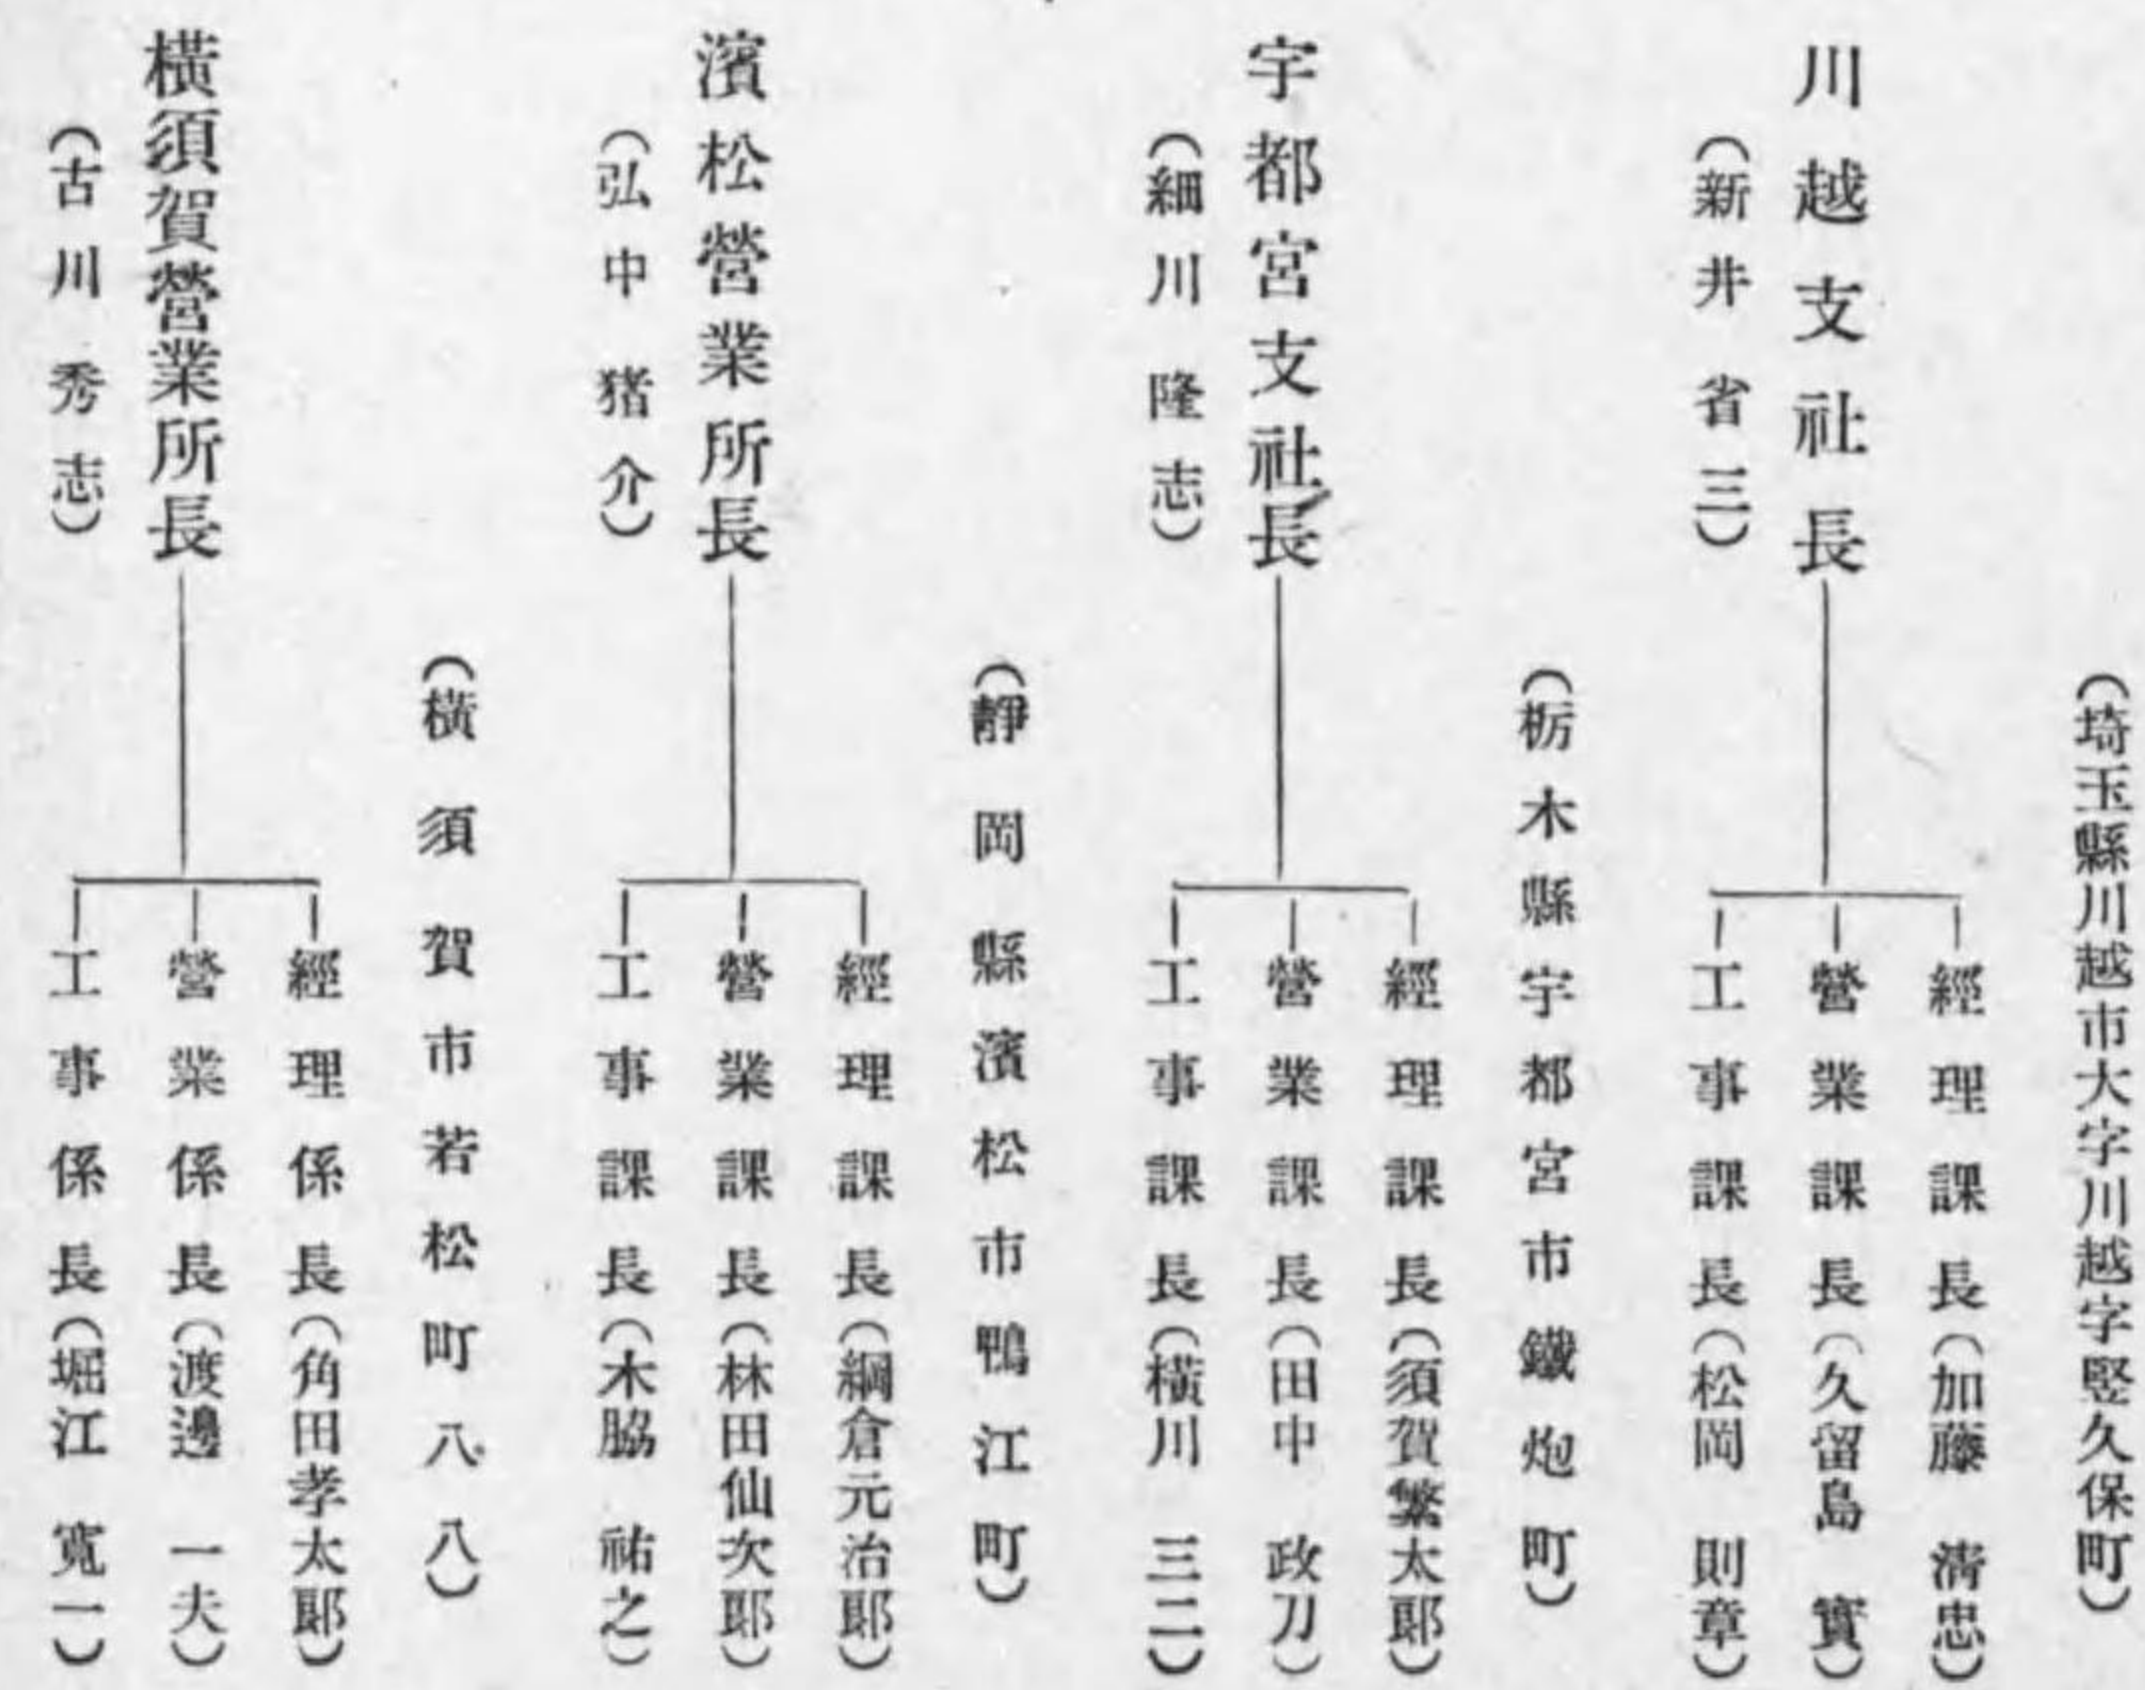 (埼玉縣川越市大字川越字竪久保町)
川越支社長
(新井省三)
經理課長(加藤清忠)
營業課長(久留島實)
工事課長(松岡則章)
(栃木縣宇都宮市鐵炮町)
宇都宮支社長
(細川隆志)
經理課長(須賀繁太郎)
營業課長(田中政刀)
工事課長(橫川三二)
(靜岡縣濱松市鴨江町)
濱松營業所長
(弘中猪介)
經理課長(綱倉元治郎)
營業課長(林田仙次郎)
工事課長(木脇祐之)
(橫須賀市若松町八八)
橫須賀營業所長
(古川秀志)
經理係長(角田孝太郎)
營業係長(渡邊一夫)
工事係長(堀江寬一)